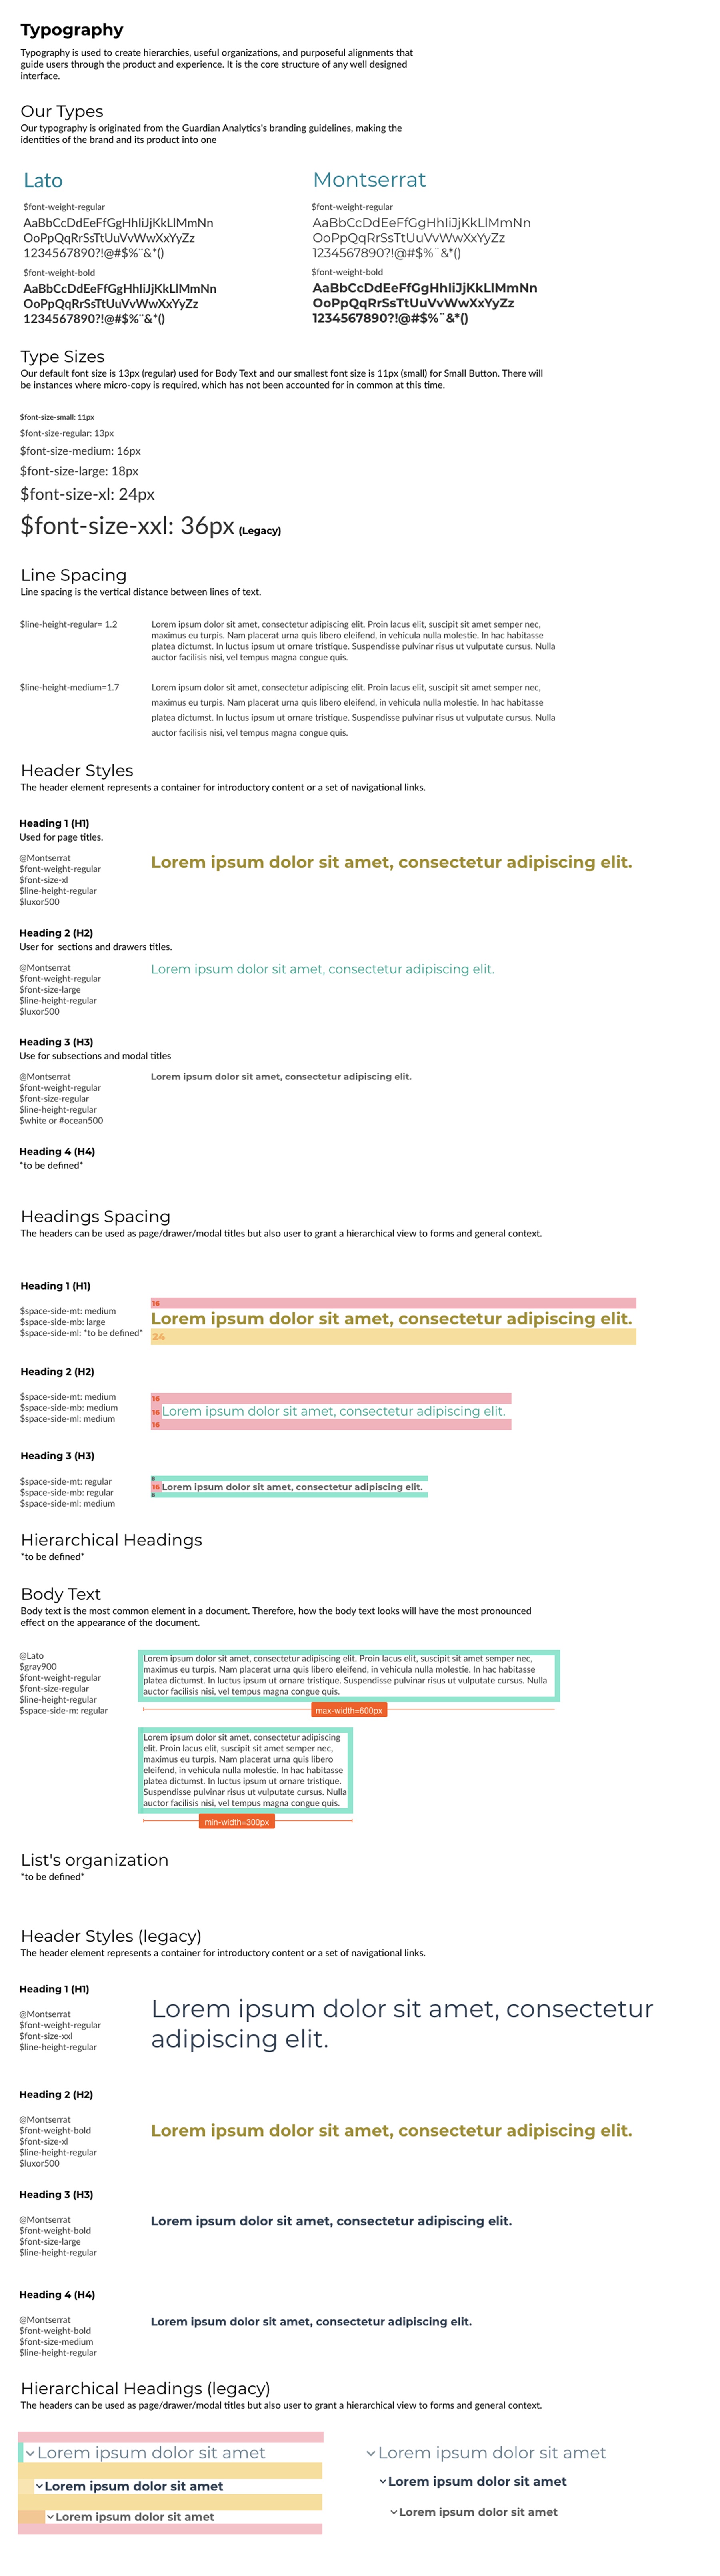 Typography
Typography is used to create hierarchies, useful organizations, and purposeful alignments that
guide users through the product and experience. It is the core structure of any well designed
interface.
Our Types
Our typography is originated from the Guardian Analytics's branding guidelines, making the
identities of the brand and its product into one
Lato
$font-weight-regular
AaBbCcDdEeFfGgHhIiJjKkLlMmNn
OoPpQqRrSsTtUuVvWwXxYyZz
1234567890?!@#$%¨&*()
$font-weight-bold
AaBbCcDdEeFfGgHhIiJjKkLlMmNn
OoPpQqRrSsTtUuVvWwXxYyZz
1234567890?!@#$%¨&*()
Montserrat
$font-weight-regular
AaBbCcDdEeFfGgHhIiJjKkLlMmNn
OoPpQqRrSsTtUuVvWwXxYyZz
1234567890?!@#$%¨&*()
$font-weight-bold
AaBbCcDdEeFfGgHhIiJjKkLlMmNn
OoPpQqRrSsTtUuVvWwXxYyZz
1234567890?!@#$%¨&*()
Type Sizes
Our default font size is 13px (regular) used for Body Text and our smallest font size is 11px (small) for Small Button. There will
be instances where micro-copy is required, which has not been accounted for in common at this time.
$font-size-small: 11px
$font-size-regular: 13px
$font-size-medium: 16px
$font-size-large: 18px
$font-size-xl: 24px
$font-size-xxl: 36px (Legacy)
Line Spacing
Line spacing is the vertical distance between lines of text.
$line-height-regular= 1.2
Lorem ipsum dolor sit amet, consectetur adipiscing elit. Proin lacus elit, suscipit sit amet semper nec,
maximus eu turpis. Nam placerat urna quis libero eleifend, in vehicula nulla molestie. In hac habitasse
platea dictumst. In luctus ipsum ut ornare tristique. Suspendisse pulvinar risus ut vulputate cursus. Nulla
auctor facilisis nisi, vel tempus magna congue quis.
$line-height-medium=1.7
Lorem ipsum dolor sit amet, consectetur adipiscing elit. Proin lacus elit, suscipit sit amet semper nec,
maximus eu turpis. Nam placerat urna quis libero eleifend, in vehicula nulla molestie. In hac habitasse
platea dictumst. In luctus ipsum ut ornare tristique. Suspendisse pulvinar risus ut vulputate cursus. Nulla
auctor facilisis nisi, vel tempus magna congue quis.
Header Styles
The header element represents a container for introductory content or a set of navigational links.
Heading 1 (H1)
Used for page titles.
@Montserrat
$font-weight-regular
$font-size-xl
$line-height-regular
$luxor500
Lorem ipsum dolor sit amet, consectetur adipiscing elit.
Heading 2 (H2)
User for  sections and drawers titles.
@Montserrat
$font-weight-regular
$font-size-large
$line-height-regular
$luxor500
Lorem ipsum dolor sit amet, consectetur adipiscing elit.
Heading 3 (H3)
Use for subsections and modal titles
@Montserrat
$font-weight-regular
$font-size-regular
$line-height-regular
$white or #ocean500
Lorem ipsum dolor sit amet, consectetur adipiscing elit.
Heading 4 (H4)
*to be defined*
Headings Spacing
The headers can be used as page/drawer/modal titles but also user to grant a hierarchical view to forms and general context.
Heading 1 (H1)
$space-side-mt: medium
$space-side-mb: large
$space-side-ml: *to be defined*
16
Lorem ipsum dolor sit amet, consectetur adipiscing elit.
24
Heading 2 (H2)
$space-side-mt: medium
$space-side-mb: medium
$space-side-ml: medium
16
16 Lorem ipsum dolor sit amet, consectetur adipiscing elit.
16
Heading 3 (H3)
$space-side-mt: regular
$space-side-mb: regular
$space-side-ml: medium
16 Lorem ipsum dolor sit amet, consectetur adipiscing elit.
Hierarchical Headings
*to be defined*
Body Text
Body text is the most common element in a document. Therefore, how the body text looks will have the most pronounced
effect on the appearance of the document.
@Lato
$gray900
$font-weight-regular
$font-size-regular
$line-height-regular
$space-m: regular
Lorem ipsum dolor sit amet, consectetur adipiscing elit. Proin lacus elit, suscipit sit amet semper nec,
maximus eu turpis. Nam placerat urna quis libero eleifend, in vehicula nulla molestie. In hac habitasse
platea dictumst. In luctus ipsum ut ornare tristique. Suspendisse pulvinar risus ut vulputate cursus. Nulla
auctor facilisis nisi, vel tempus magna congue quis.
max-width=600px
Lorem ipsum dolor sit amet, consectetur adipiscing
elit. Proin lacus elit, suscipit sit amet semper nec,
maximus eu turpis. Nam placerat urna quis libero
eleifend, in vehicula nulla molestie. In hac habitasse
platea dictumst. In luctus ipsum ut ornare tristique.
Suspendisse pulvinar risus ut vulputate cursus. Nulla
auctor facilisis nisi, vel tempus magna congue quis.
min-width=300px
List's organization
*to be defined*
Header Styles (legacy)
The header element represents a container for introductory content or a set of navigational links.
Heading 1 (H1)
@Montserrat
$font-weight-regular
$font-size-xxl
$line-height-regular
Lorem ipsum dolor sit amet, consectetur
adipiscing elit.
Heading 2 (H2)
@Montserrat
$font-weight-bold
$font-size-xl
$line-height-regular
$luxor500
Lorem ipsum dolor sit amet, consectetur adipiscing elit.
Heading 3 (H3)
@Montserrat
$font-weight-bold
$font-size-large
$line-height-regular
Lorem ipsum dolor sit amet, consectetur adipiscing elit.
Heading 4 (H4)
@Montserrat
$font-weight-bold
$font-size-medium
$line-height-regular
Lorem ipsum dolor sit amet, consectetur adipiscing elit.
Hierarchical Headings (legacy)
The headers can be used as page/drawer/modal titles but also user to grant a hierarchical view to forms and general context.
Lorem ipsum dolor sit amet
Lorem ipsum dolor sit amet
Lorem ipsum dolor sit amet
Lorem ipsum dolor sit amet
Lorem ipsum dolor sit amet
Lorem ipsum dolor sit amet